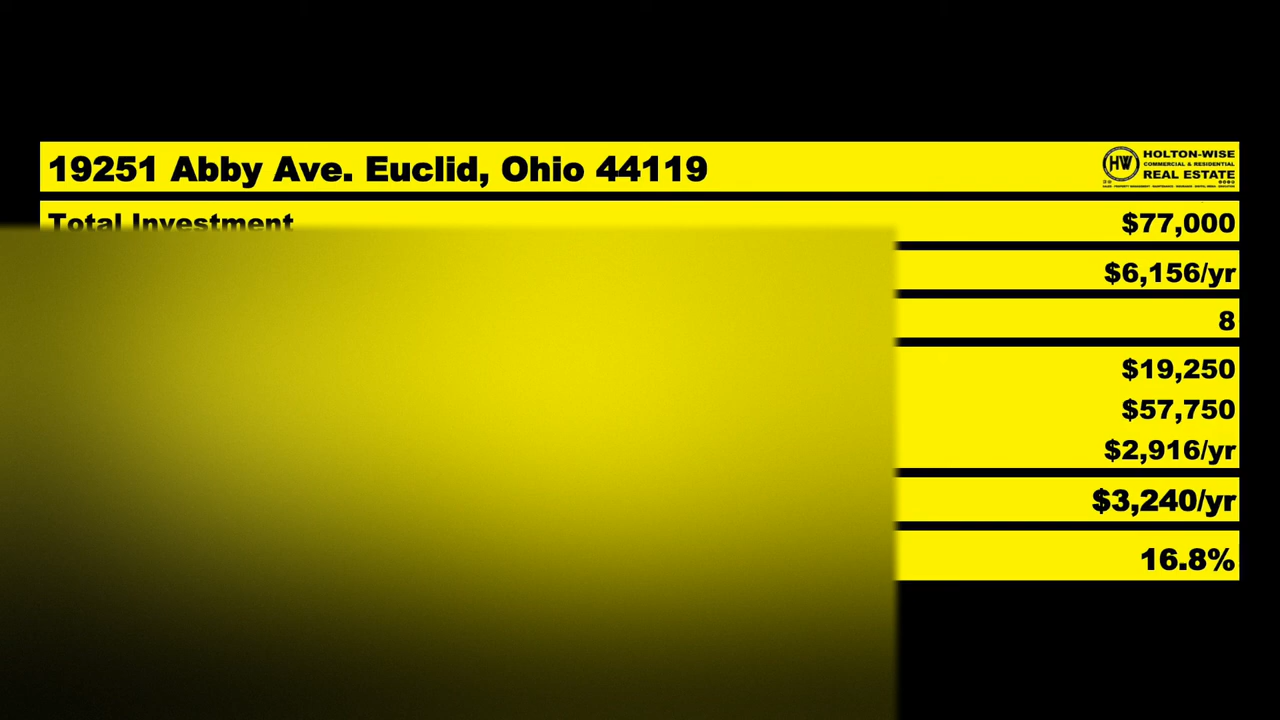 19251 Abby Ave. Euclid, Ohio 44119
HW
HOLTON-WISE
COMMERCIAL & RESIDENTIAL
REAL ESTATE
Total Investment $77,000
$6,156/yr
8
$19,250
$57,750
$2,916/yr
$3,240/yr
16.8%